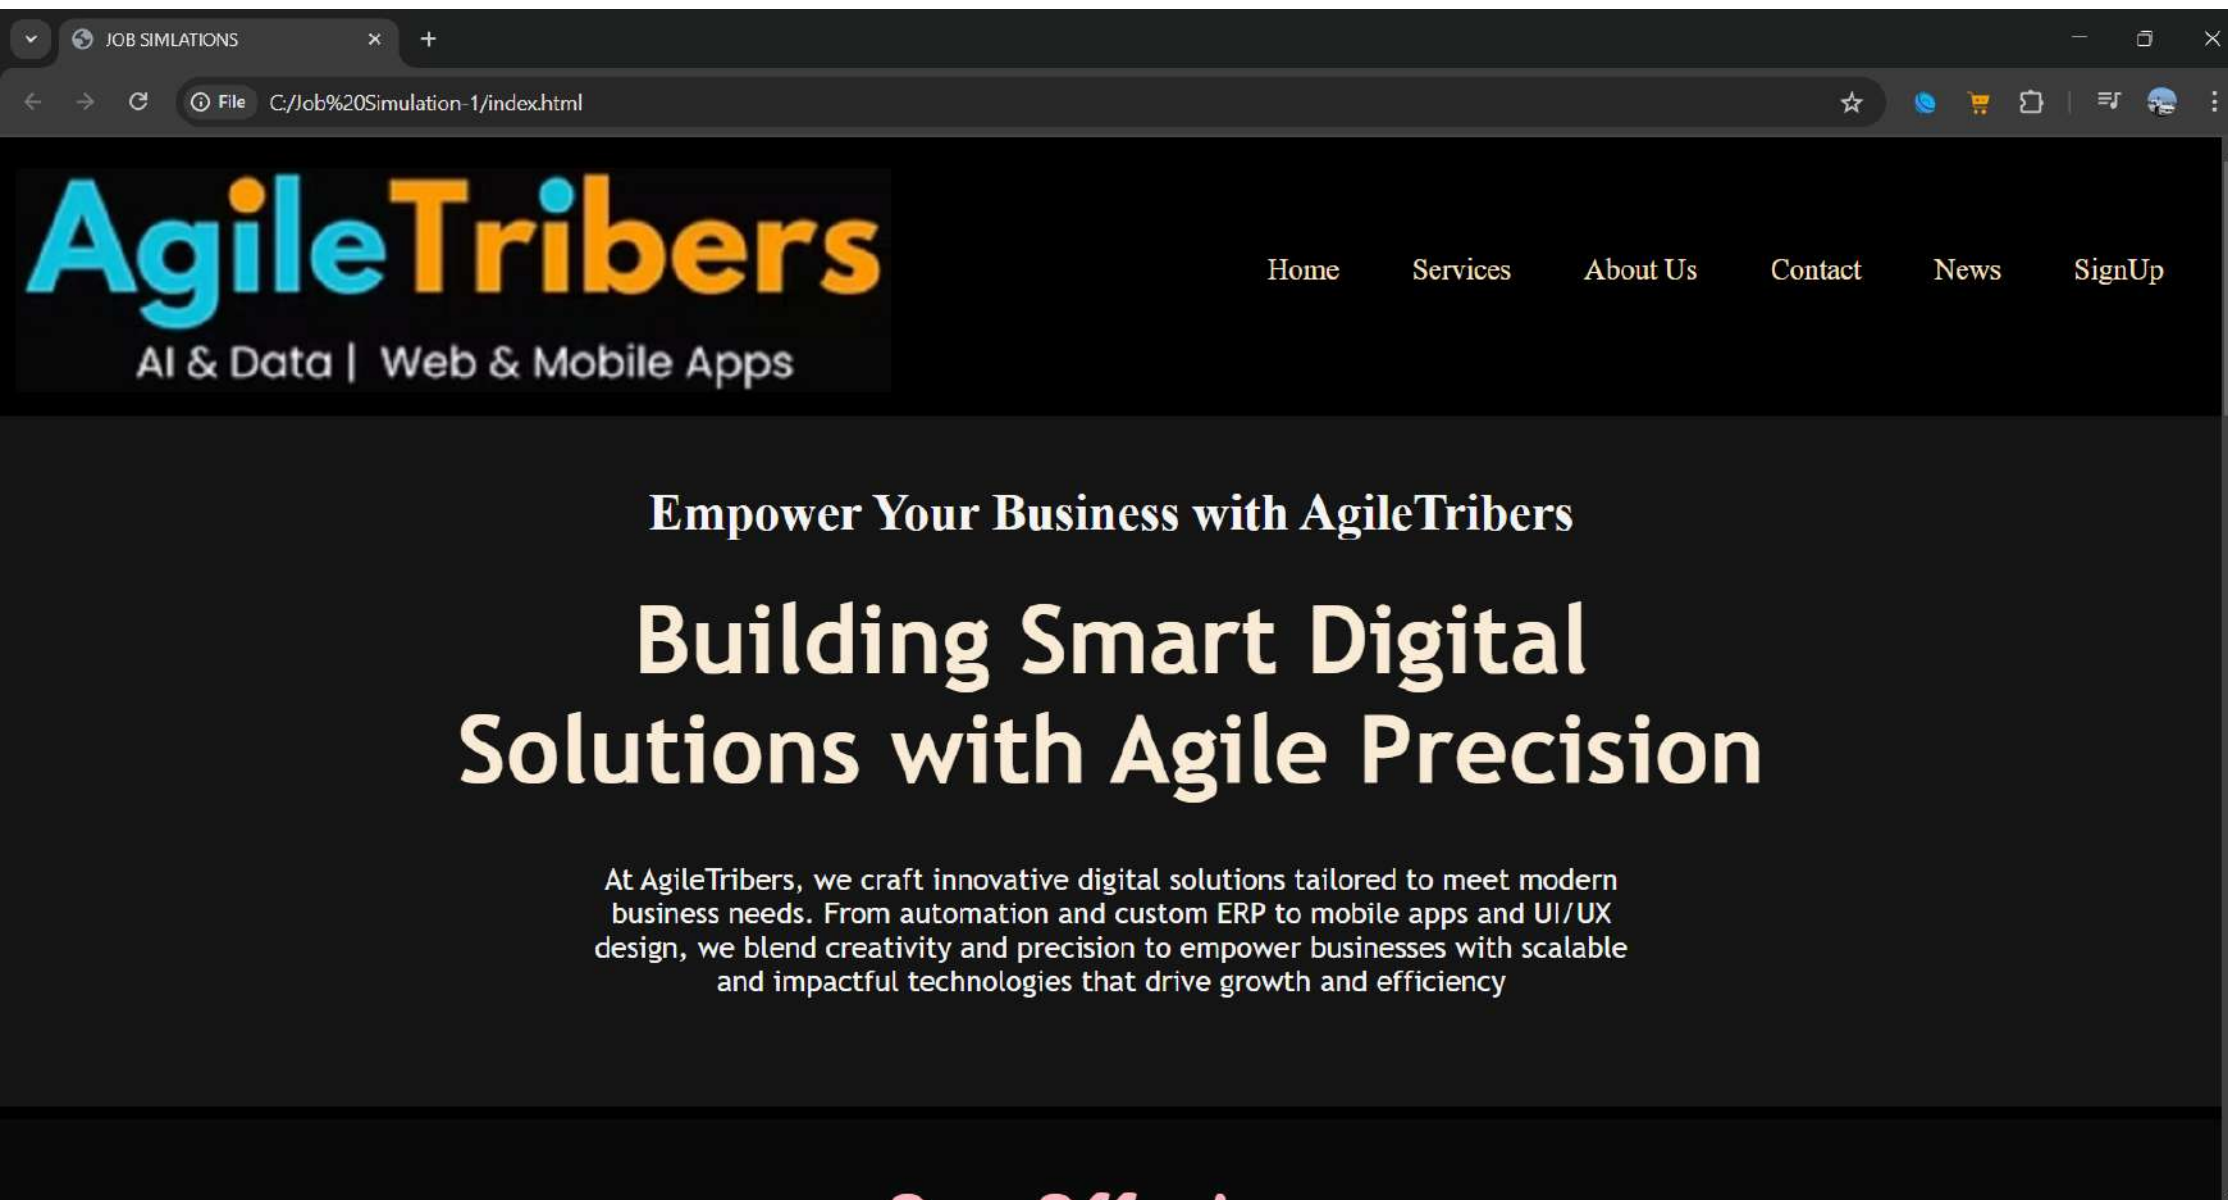 JOB SIMLATIONS
File C:/Job%20Simulation-1/index.html
AgileTribers
AI & Data | Web & Mobile Apps
Home Services About Us Contact News SignUp
Empower Your Business with AgileTribers
Building Smart Digital
Solutions with Agile Precision
At AgileTribers, we craft innovative digital solutions tailored to meet modern
business needs. From automation and custom ERP to mobile apps and UI/UX
design, we blend creativity and precision to empower businesses with scalable
and impactful technologies that drive growth and efficiency